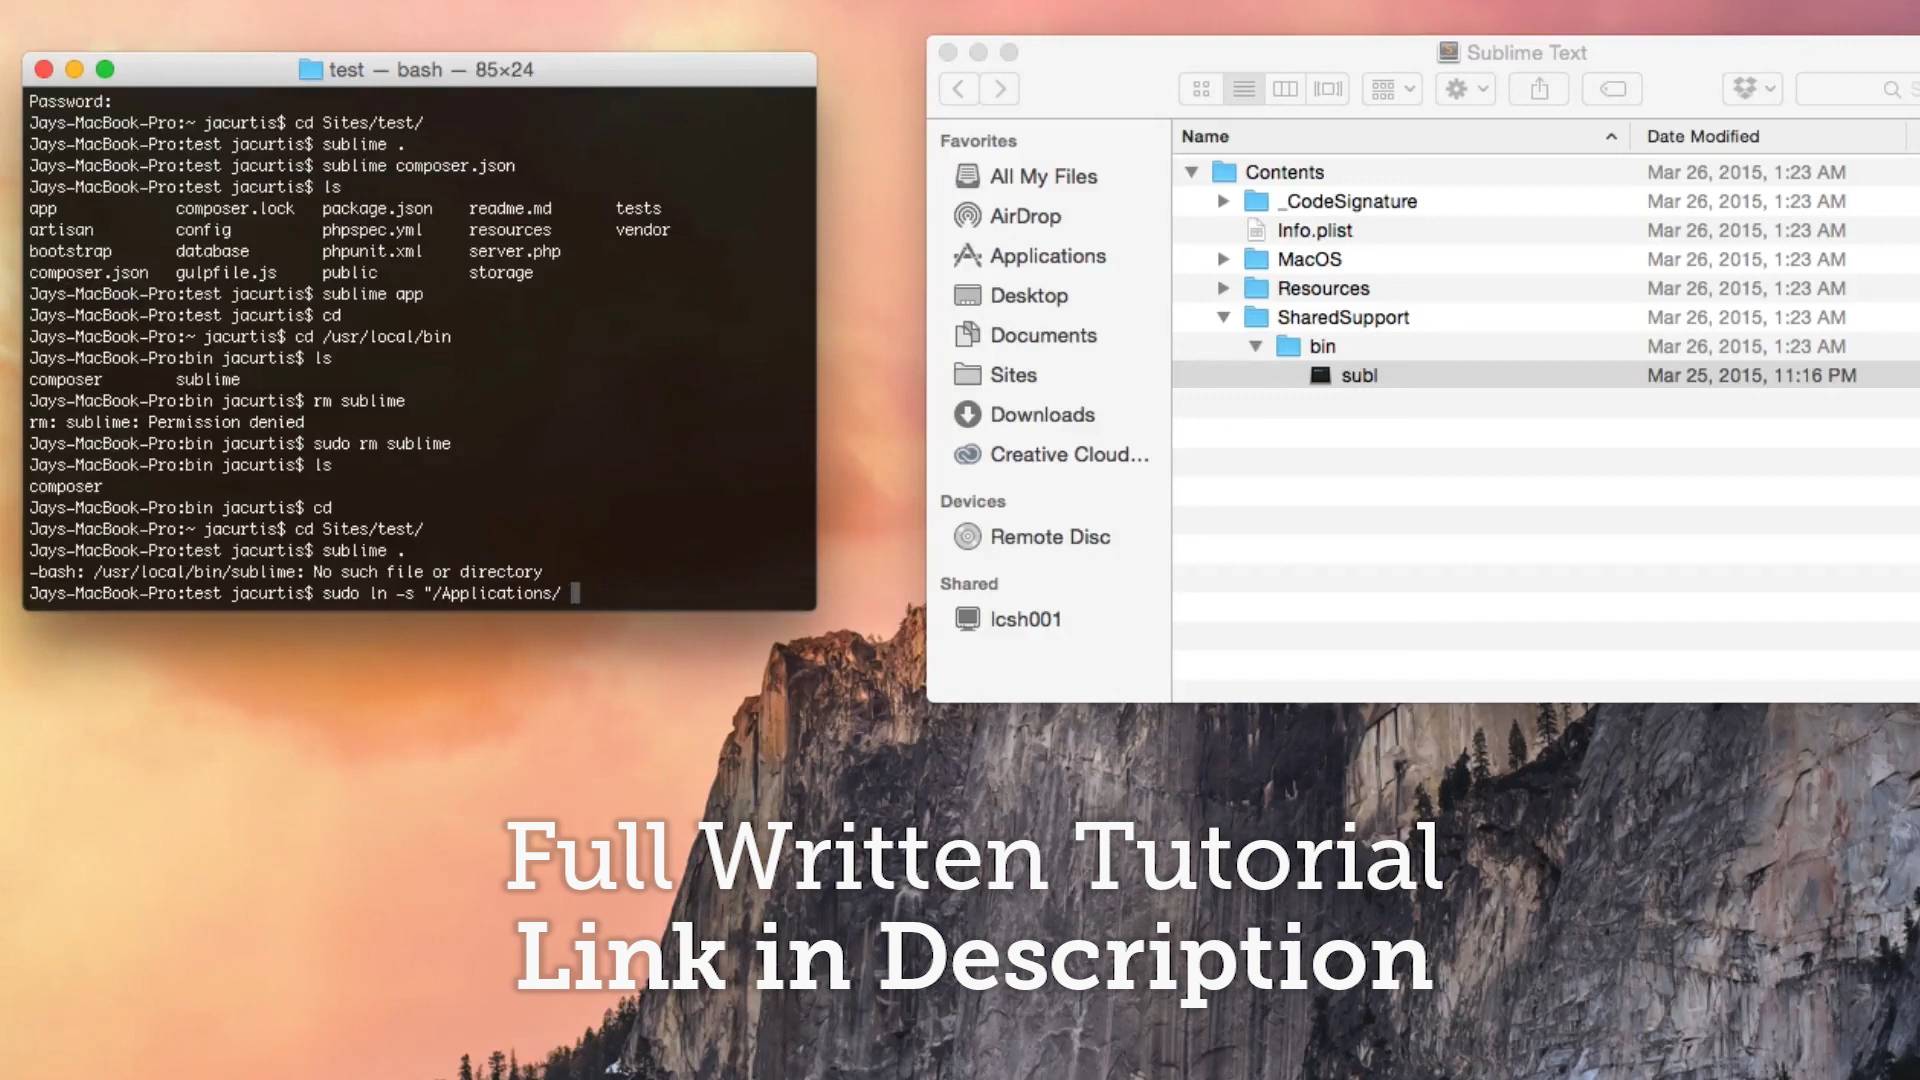 test — bash — 85×24
Password:
Jays-MacBook-Pro:~ jacurtis$ cd Sites/test/
Jays-MacBook-Pro:test jacurtis$ sublime .
Jays-MacBook-Pro:test jacurtis$ sublime composer.json
Jays-MacBook-Pro:test jacurtis$ ls
app composer.lock package.json readme.md tests
artisan config phpspec.yml resources vendor
bootstrap database phpunit.xml server.php
composer.json gulpfile.js public storage
Jays-MacBook-Pro:test jacurtis$ sublime app
Jays-MacBook-Pro:test jacurtis$ cd
Jays-MacBook-Pro:~ jacurtis$ cd /usr/local/bin
Jays-MacBook-Pro:bin jacurtis$ ls
composer sublime
Jays-MacBook-Pro:bin jacurtis$ rm sublime
rm: sublime: Permission denied
Jays-MacBook-Pro:bin jacurtis$ sudo rm sublime
Jays-MacBook-Pro:bin jacurtis$ ls
composer
Jays-MacBook-Pro:bin jacurtis$ cd
Jays-MacBook-Pro:~ jacurtis$ cd Sites/test/
Jays-MacBook-Pro:test jacurtis$ sublime .
-bash: /usr/local/bin/sublime: No such file or directory
Jays-MacBook-Pro:test jacurtis$ sudo ln -s "/Applications/
Sublime Text
Favorites
All My Files
AirDrop
Applications
Desktop
Documents
Sites
Downloads
Creative Cloud...
Devices
Remote Disc
Shared
lcsh001
Name Date Modified
Contents Mar 26, 2015, 1:23 AM
_CodeSignature Mar 26, 2015, 1:23 AM
Info.plist Mar 26, 2015, 1:23 AM
MacOS Mar 26, 2015, 1:23 AM
Resources Mar 26, 2015, 1:23 AM
SharedSupport Mar 26, 2015, 1:23 AM
bin Mar 26, 2015, 1:23 AM
subl Mar 25, 2015, 11:16 PM
Full Written Tutorial
Link in Description